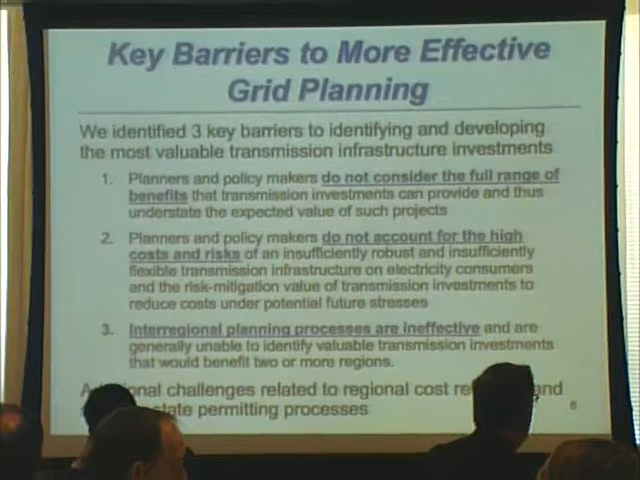 Key Barriers to More Effective
Grid Planning
We identified 3 key barriers to identifying and developing
the most valuable transmission infrastructure investments
1. Planners and policy makers do not consider the full range of
benefits that transmission investments can provide and thus
understate the expected value of such projects
2. Planners and policy makers do not account for the high
costs and risks of an insufficiently robust and insufficiently
flexible transmission infrastructure on electricity consumers
and the risk-mitigation value of transmission investments to
reduce costs under potential future stresses
3. Interregional planning processes are ineffective and are
generally unable to identify valuable transmission investments
that would benefit two or more regions.
challenges related to regional cost and
state permitting processes
6